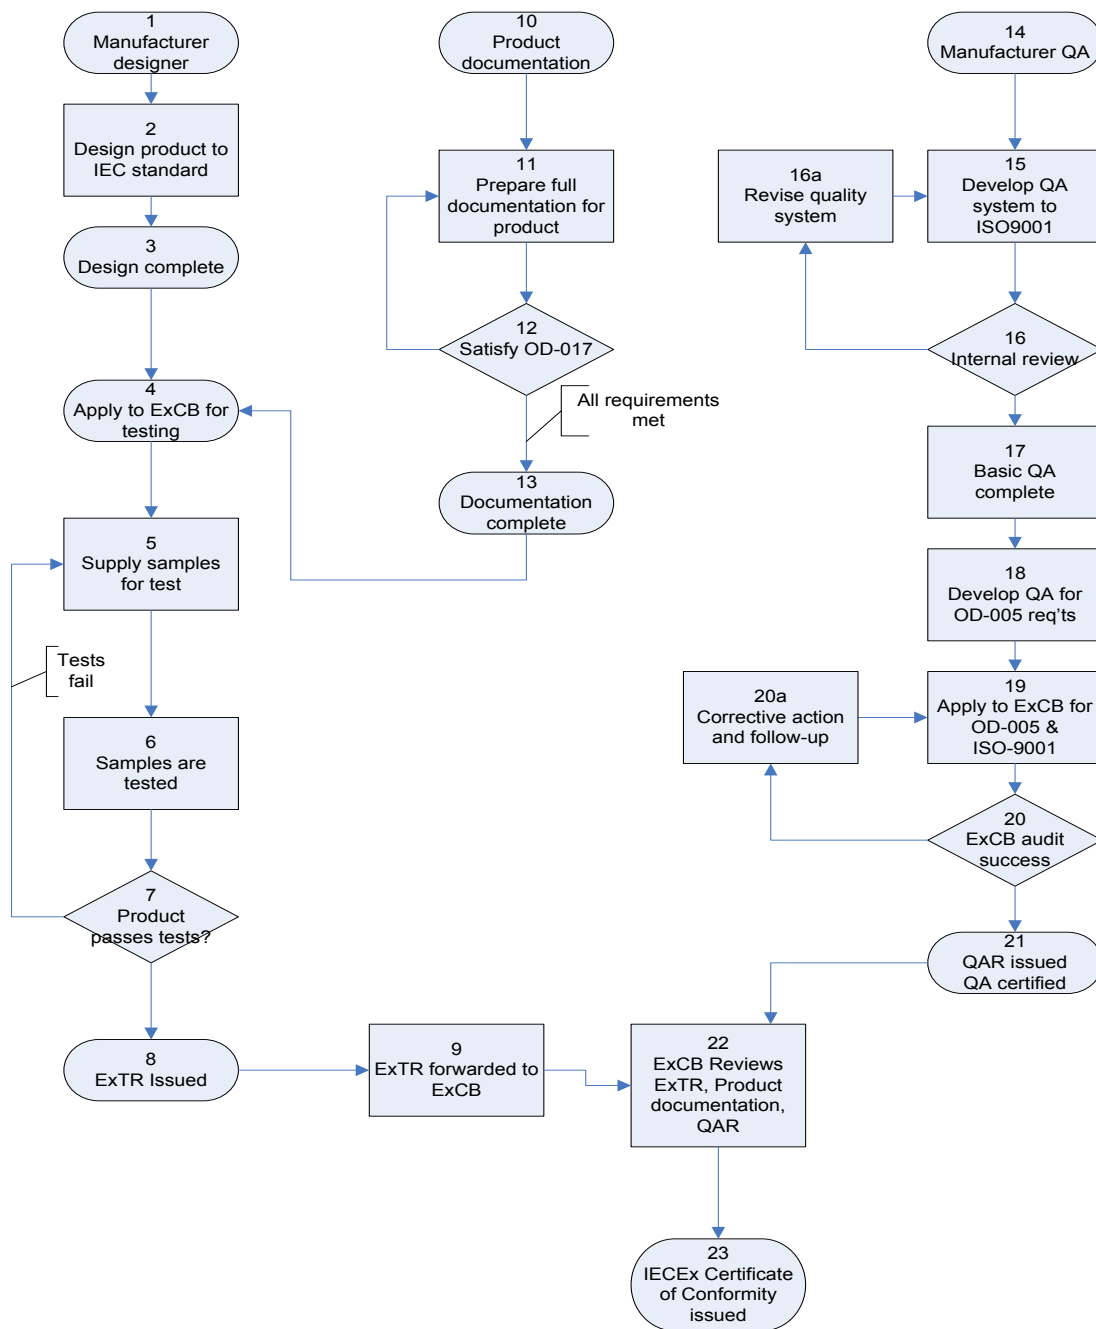 1
Manufacturer
designer
2
Design product to
IEC standard
3
Design complete
4
Apply to ExCB for
testing
5
Supply samples
for test
Tests
fail
6
Samples are
tested
7
Product
passes tests?
8
ExTR Issued
9
ExTR forwarded to
ExCB
10
Product
documentation
11
Prepare full
documentation for
product
12
Satisfy OD-017
All requirements
met
13
Documentation
complete
14
Manufacturer QA
15
Develop QA
system to
ISO9001
16a
Revise quality
system
16
Internal review
17
Basic QA
complete
18
Develop QA for
OD-005 req'ts
19
Apply to ExCB for
OD-005 &
ISO-9001
20a
Corrective action
and follow-up
20
ExCB audit
success
21
QAR issued
QA certified
22
ExCB Reviews
ExTR, Product
documentation,
QAR
23
IECEx Certificate
of Conformity
issued